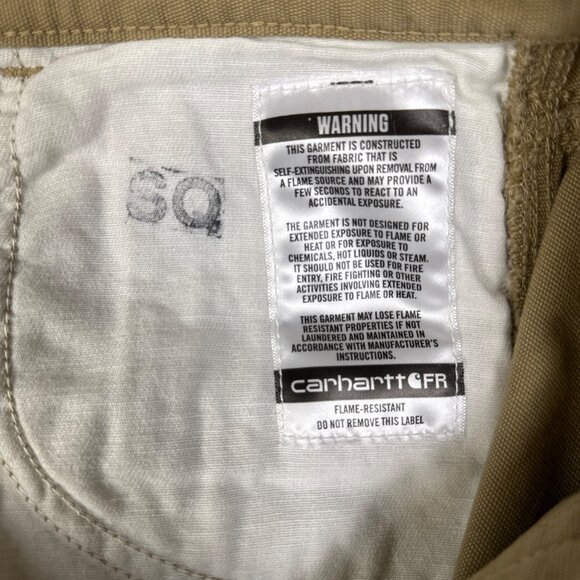 SQ
WARNING
THIS GARMENT IS CONSTRUCTED
FROM FABRIC THAT IS
SELF-EXTINGUISHING UPON REMOVAL FROM
A FLAME SOURCE AND MAY PROVIDE A
FEW SECONDS TO REACT TO AN
ACCIDENTAL EXPOSURE.
THE GARMENT IS NOT DESIGNED FOR
EXTENDED EXPOSURE TO FLAME OR
HEAT OR FOR EXPOSURE TO
CHEMICALS, HOT LIQUIDS OR STEAM.
IT SHOULD NOT BE USED FOR FIRE
ENTRY, FIRE FIGHTING OR OTHER
ACTIVITIES INVOLVING EXTENDED
EXPOSURE TO FLAME OR HEAT.
THIS GARMENT MAY LOSE FLAME
RESISTANT PROPERTIES IF NOT
LAUNDERED AND MAINTAINED IN
ACCORDANCE WITH MANUFACTURER'S
INSTRUCTIONS.
carhartt FR
FLAME-RESISTANT
DO NOT REMOVE THIS LABEL